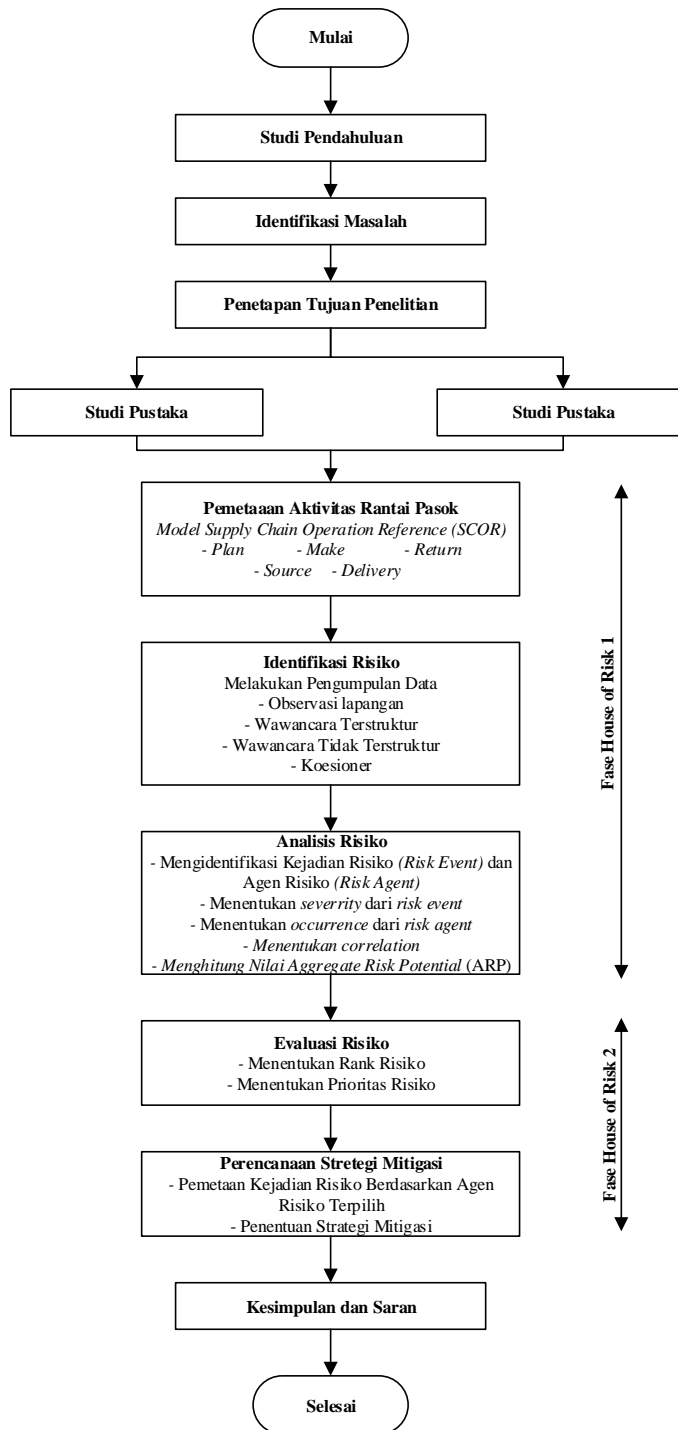 Mulai
Studi Pendahuluan
Identifikasi Masalah
Penetapan Tujuan Penelitian
Studi Pustaka
Studi Pustaka
Pemetaaan Aktivitas Rantai Pasok
Model Supply Chain Operation Reference (SCOR)
- Plan - Make - Return
- Source - Delivery
Identifikasi Risiko
Melakukan Pengumpulan Data
- Observasi lapangan
- Wawancara Terstruktur
- Wawancara Tidak Terstruktur
- Koesioner
Analisis Risiko
- Mengidentifikasi Kejadian Risiko (Risk Event) dan
Agen Risiko (Risk Agent)
- Menentukan severrity dari risk event
- Menentukan occurrence dari risk agent
- Menentukan correlation
- Menghitung Nilai Aggregate Risk Potential (ARP)
Fase House of Risk 1
Evaluasi Risiko
- Menentukan Rank Risiko
- Menentukan Prioritas Risiko
Perencanaan Stretegi Mitigasi
- Pemetaan Kejadian Risiko Berdasarkan Agen
Risiko Terpilih
- Penentuan Strategi Mitigasi
Fase House of Risk 2
Kesimpulan dan Saran
Selesai